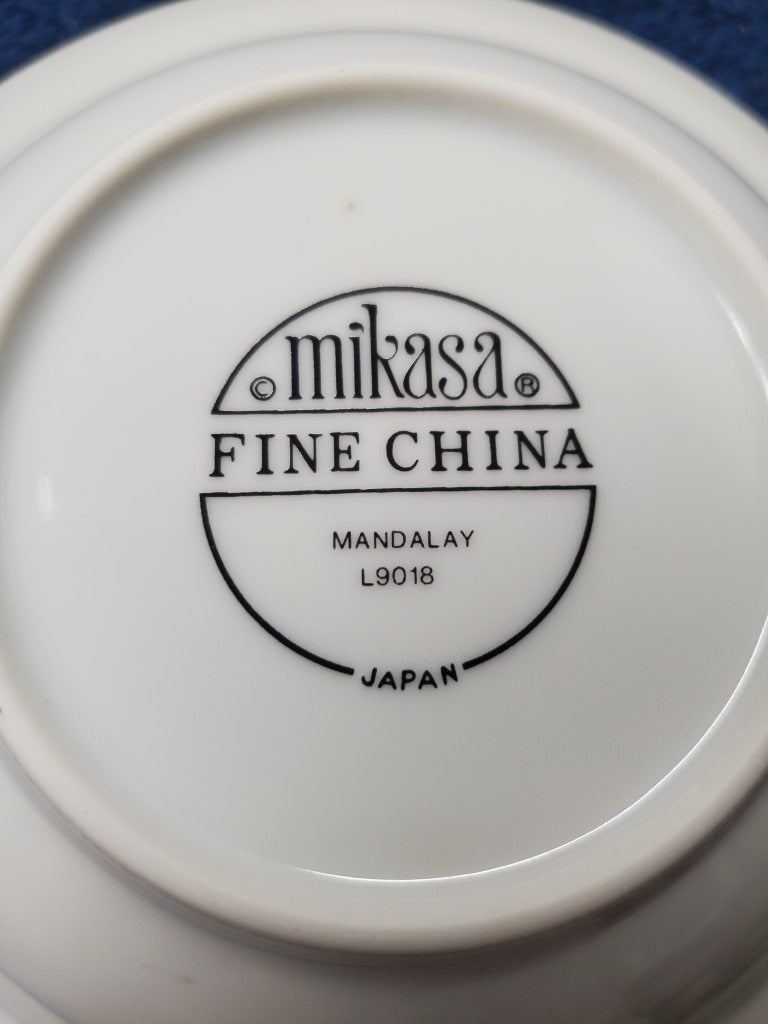 © mikasa ®
FINE CHINA
MANDALAY
L9018
JAPAN